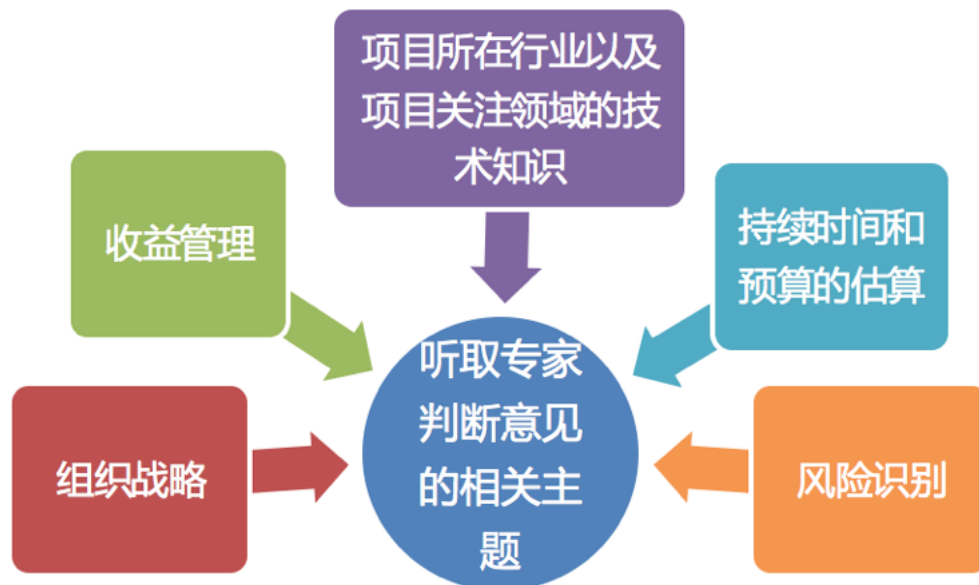 项目所在行业以及
项目关注领域的技
术知识
收益管理
持续时间和
预算的估算
听取专家
判断意见
的相关主
题
组织战略
风险识别